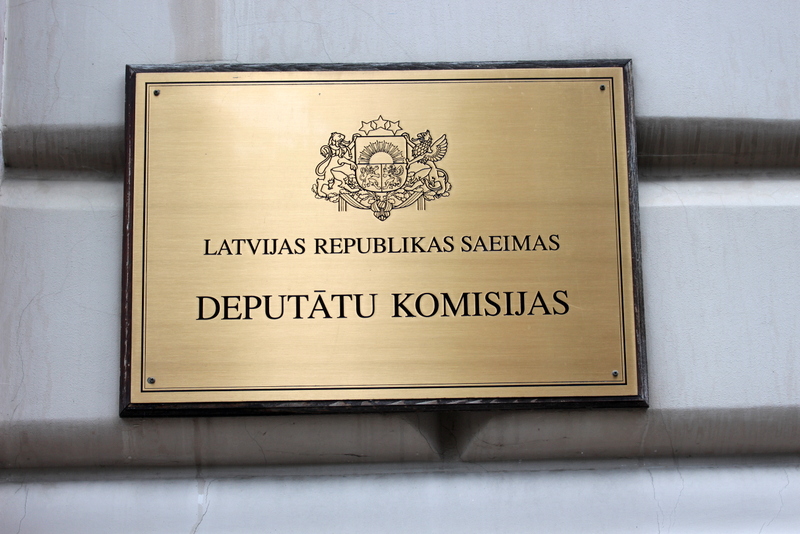 LATVIJAS REPUBLIKAS SAEIMAS
DEPUTĀTU KOMISIJAS